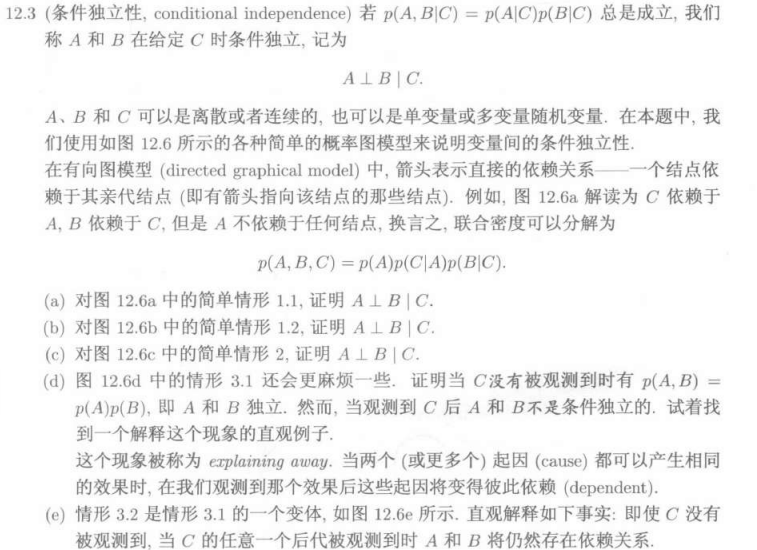 12.3 (条件独立性, conditional independence) 若 p(A, B|C) = p(A|C)p(B|C) 总是成立, 我们
称 A 和 B 在给定 C 时条件独立, 记为
A ⊥ B | C.
A、B 和 C 可以是离散或者连续的, 也可以是单变量或多变量随机变量. 在本题中, 我
们使用如图 12.6 所示的各种简单的概率图模型来说明变量间的条件独立性.
在有向图模型 (directed graphical model) 中, 箭头表示直接的依赖关系——一个结点依
赖于其亲代结点 (即有箭头指向该结点的那些结点). 例如, 图 12.6a 解读为 C 依赖于
A, B 依赖于 C, 但是 A 不依赖于任何结点, 换言之, 联合密度可以分解为
p(A, B, C) = p(A)p(C|A)p(B|C).
(a) 对图 12.6a 中的简单情形 1.1, 证明 A ⊥ B | C.
(b) 对图 12.6b 中的简单情形 1.2, 证明 A ⊥ B | C.
(c) 对图 12.6c 中的简单情形 2, 证明 A ⊥ B | C.
(d) 图 12.6d 中的情形 3.1 还会更麻烦一些. 证明当 C没有被观测到时有 p(A, B) =
p(A)p(B), 即 A 和 B 独立. 然而, 当观测到 C 后 A 和 B不是条件独立的. 试着找
到一个解释这个现象的直观例子.
这个现象被称为 explaining away. 当两个 (或更多个) 起因 (cause) 都可以产生相同
的效果时, 在我们观测到那个效果后这些起因将变得彼此依赖 (dependent).
(e) 情形 3.2 是情形 3.1 的一个变体, 如图 12.6e 所示. 直观解释如下事实: 即使 C 没有
被观测到, 当 C 的任意一个后代被观测到时 A 和 B 将仍然存在依赖关系.